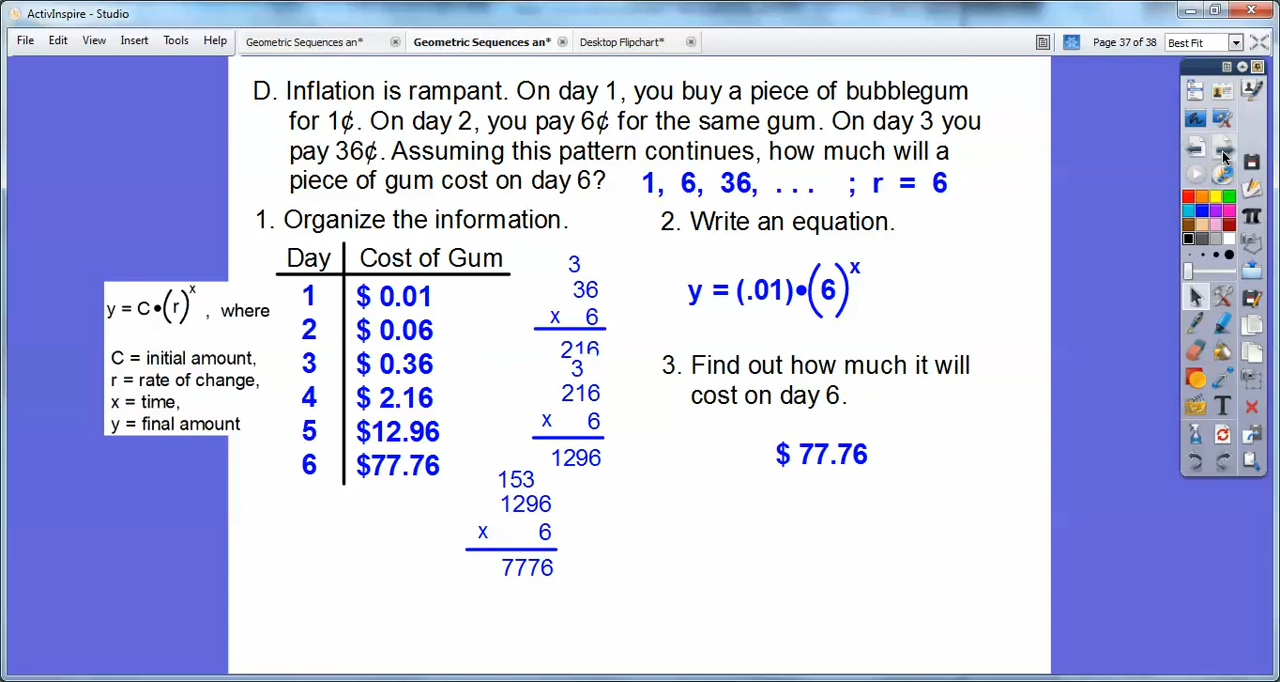 ActivInspire - Studio
File Edit View Insert Tools Help
Geometric Sequences an* Geometric Sequences an* Desktop Flipchart*
Page 37 of 38 Best Fit
D. Inflation is rampant. On day 1, you buy a piece of bubblegum
for 1¢. On day 2, you pay 6¢ for the same gum. On day 3 you
pay 36¢. Assuming this pattern continues, how much will a
piece of gum cost on day 6?
1, 6, 36, . . . ; r = 6
1. Organize the information.
Day Cost of Gum
1 $ 0.01
2 $ 0.06
3 $ 0.36
4 $ 2.16
5 $12.96
6 $77.76
y = C•(r)^x , where
C = initial amount,
r = rate of change,
x = time,
y = final amount
3
36
x 6
216
3
216
x 6
1296
153
1296
x 6
7776
2. Write an equation.
y = (.01)•(6)^x
3. Find out how much it will
cost on day 6.
$ 77.76